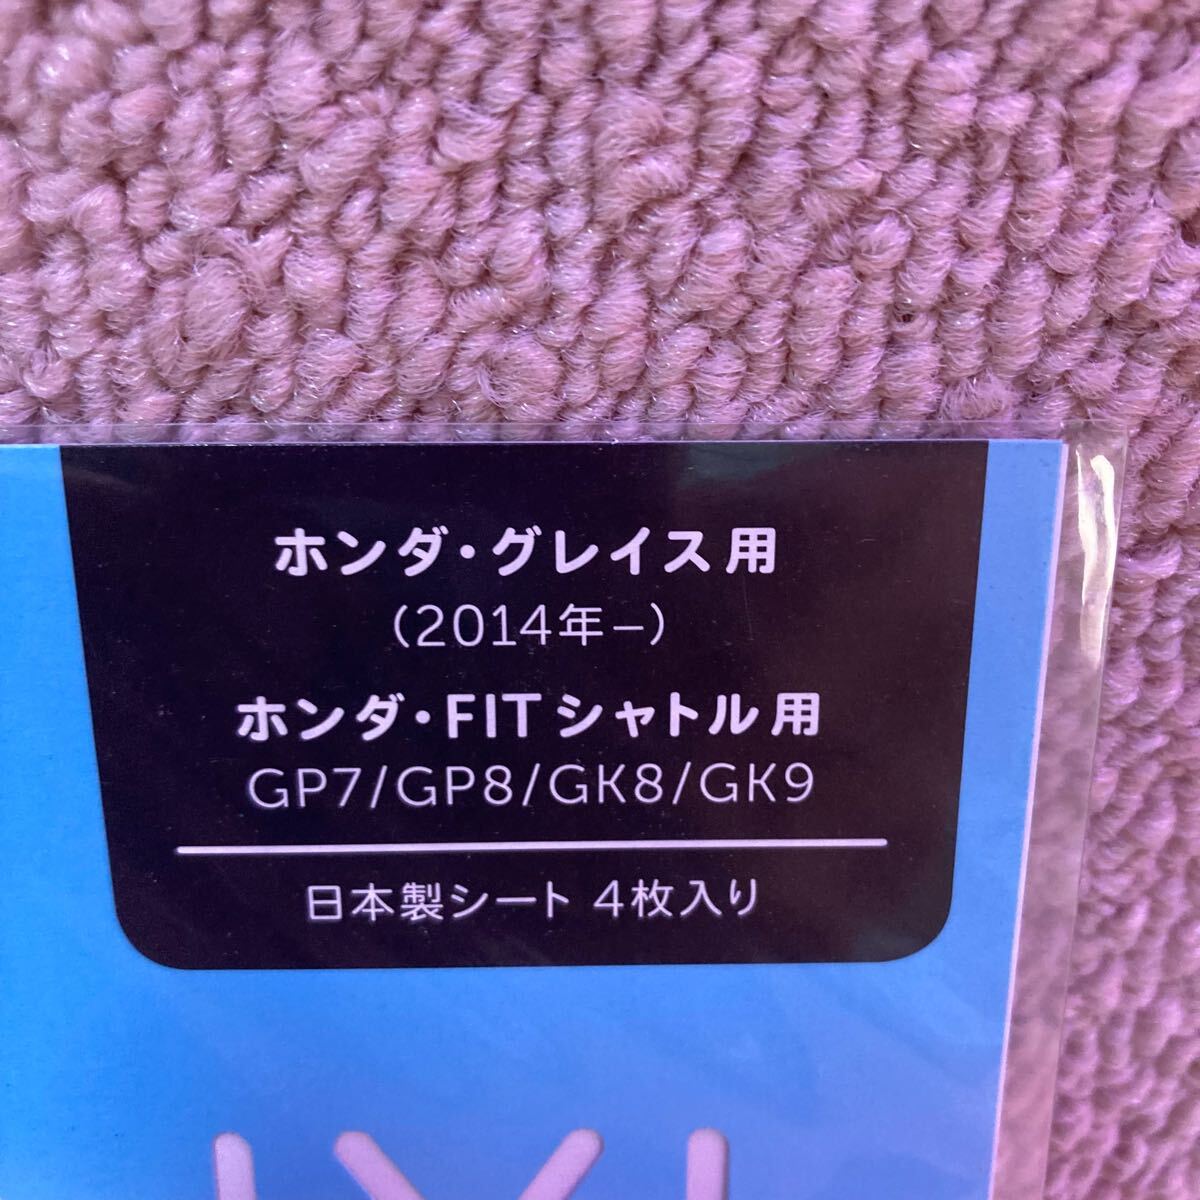 ホンダ・グレイス用
（2014年–）
ホンダ・FITシャトル用
GP7/GP8/GK8/GK9
日本製シート 4枚入り